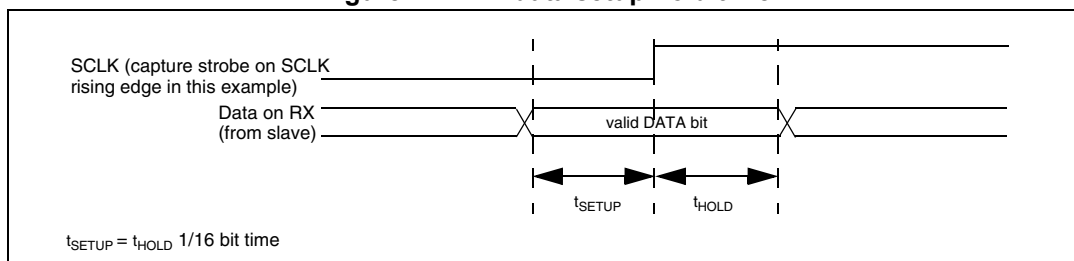 SCLK (capture strobe on SCLK
rising edge in this example)
Data on RX
(from slave)
valid DATA bit
tSETUP
tHOLD
tSETUP = tHOLD 1/16 bit time